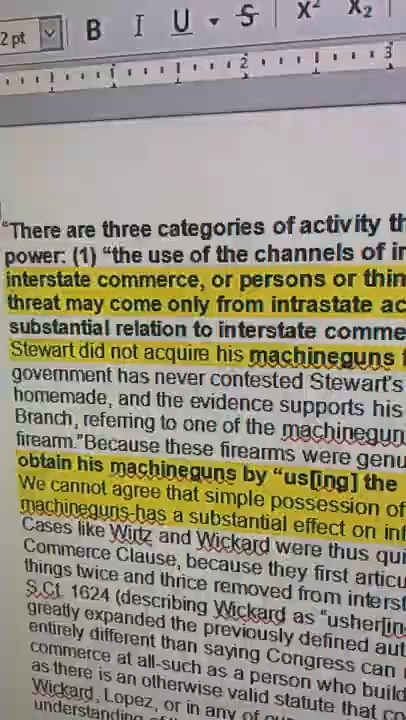 2 pt B I U S X² X₂
2 3
"There are three categories of activity th
power: (1) "the use of the channels of in
interstate commerce, or persons or thin
threat may come only from intrastate ac
substantial relation to interstate comme
Stewart did not acquire his machineguns
government has never contested Stewart's
homemade, and the evidence supports his
Branch, referring to one of the machinegun
firearm."Because these firearms were genu
obtain his machineguns by "us[ing] the
We cannot agree that simple possession of
machineguns-has a substantial effect on int
Cases like Wirtz and Wickard were thus qui
Commerce Clause, because they first articu
things twice and thrice removed from interst
S.Ct. 1624 (describing Wickard as "usher[in
greatly expanded the previously defined aut
entirely different than saying Congress can
commerce at all-such as a person who build
as there is an otherwise valid statute that co
Wickard, Lopez, or in any of ou
understanding of